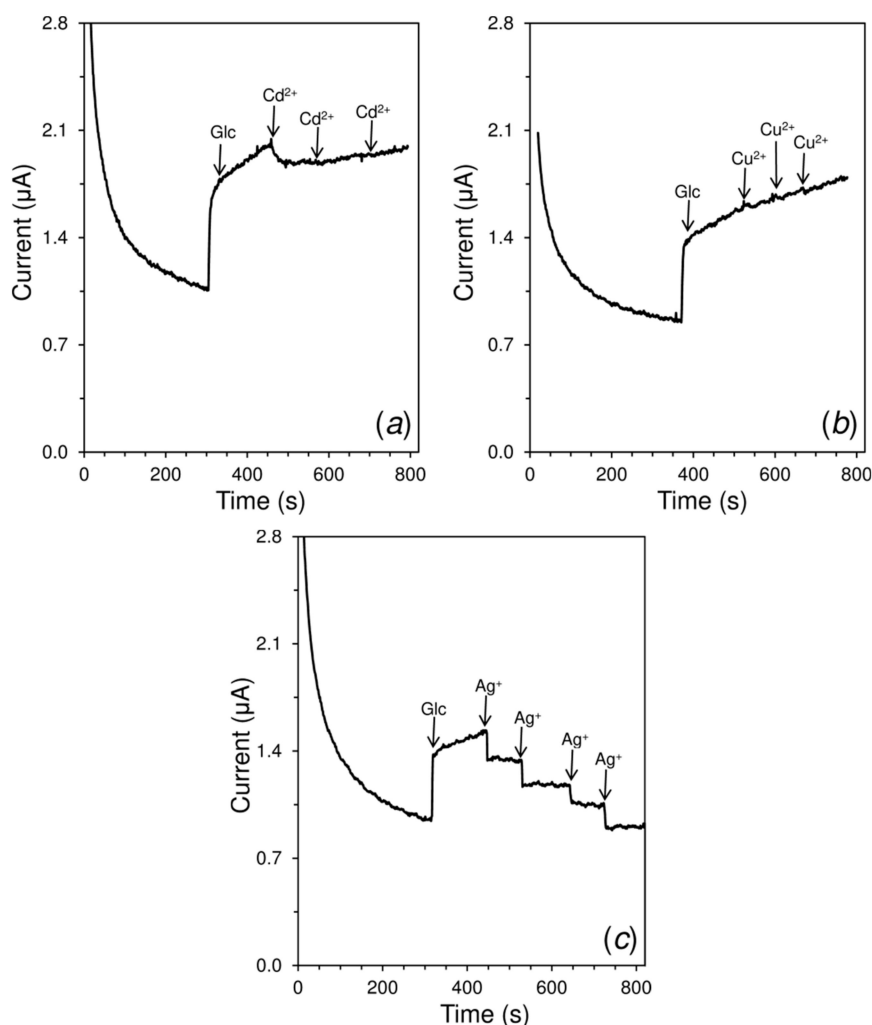 2.8
2.1
1.4
0.7
0.0
Current (µA)
Glc
Cd²⁺
Cd²⁺
Cd²⁺
(a)
0 200 400 600 800
Time (s)
2.8
2.1
1.4
0.7
0.0
Current (µA)
Glc
Cu²⁺
Cu²⁺
Cu²⁺
(b)
0 200 400 600 800
Time (s)
2.8
2.1
1.4
0.7
0.0
Current (µA)
Glc
Ag⁺
Ag⁺
Ag⁺
Ag⁺
(c)
0 200 400 600 800
Time (s)